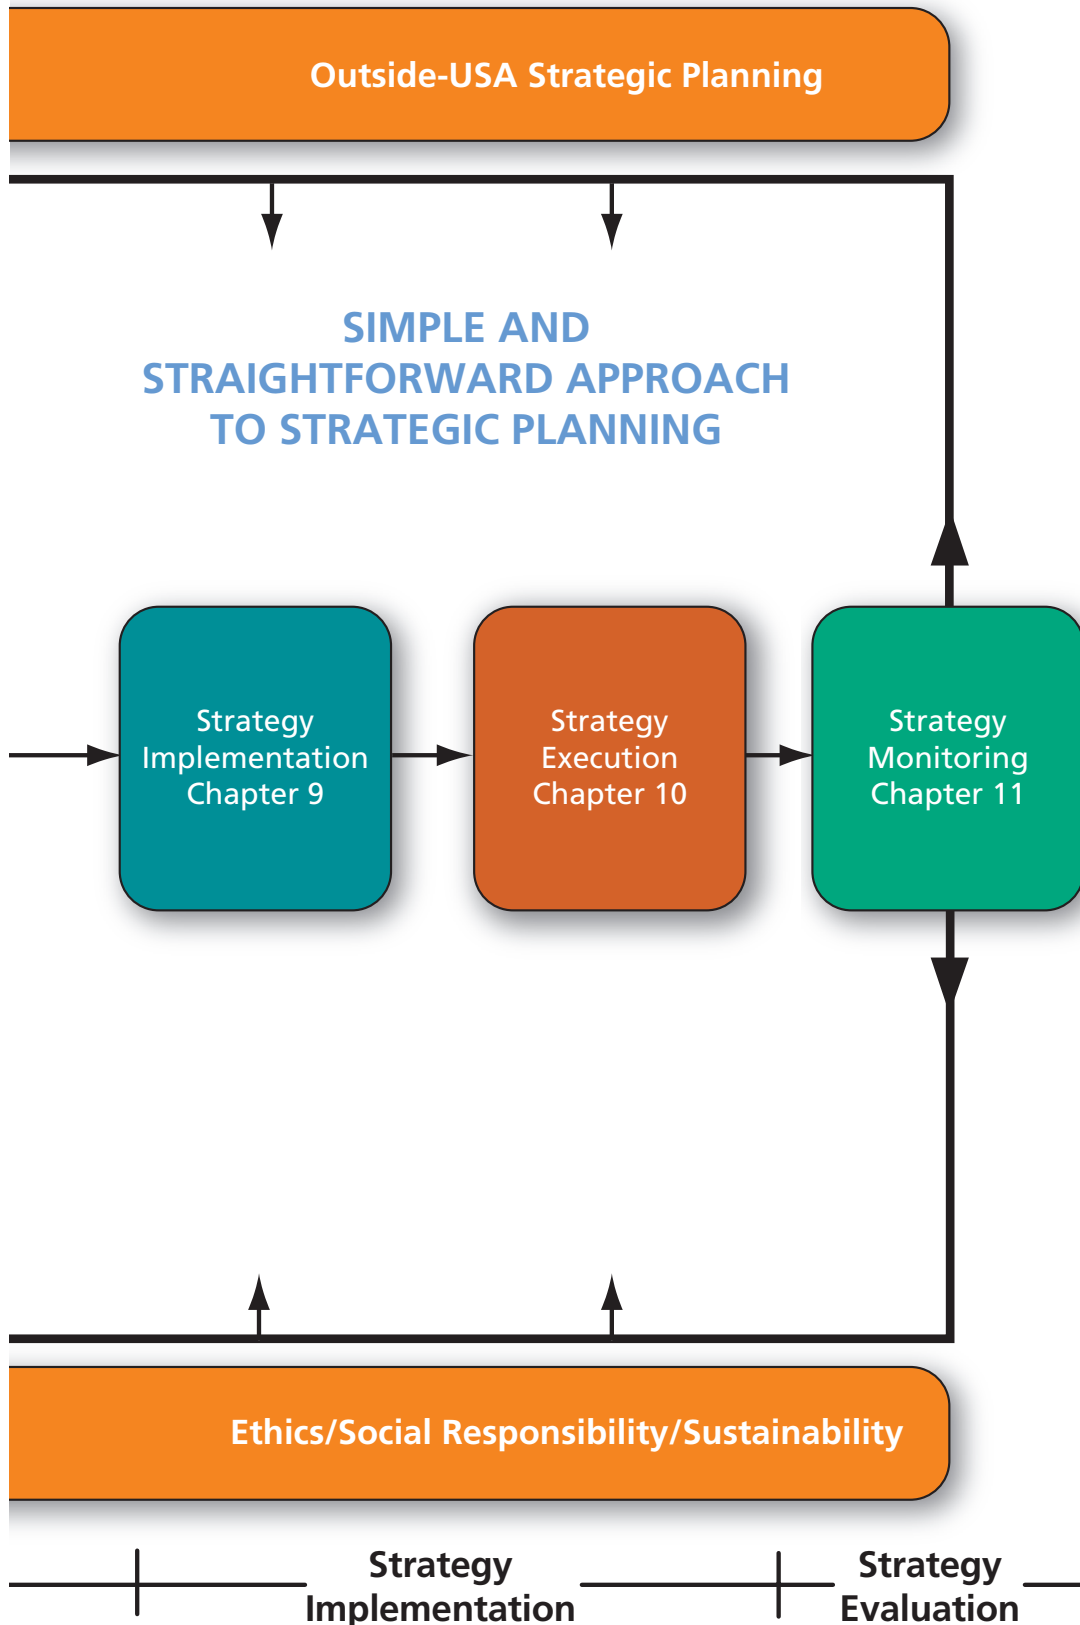 Outside-USA Strategic Planning
SIMPLE AND
STRAIGHTFORWARD APPROACH
TO STRATEGIC PLANNING
Strategy
Implementation
Chapter 9
Strategy
Execution
Chapter 10
Strategy
Monitoring
Chapter 11
Ethics/Social Responsibility/Sustainability
Strategy
Implementation
Strategy
Evaluation